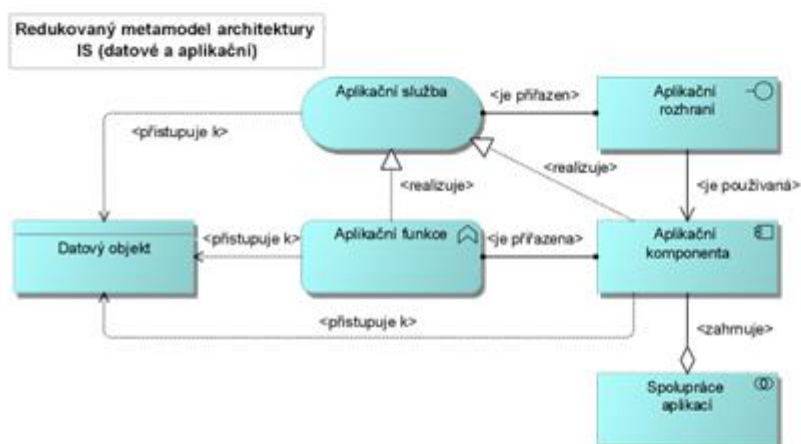 Redukovaný metamodel architektury
IS (datové a aplikační)
Aplikační služba
<je přiřazen>
Aplikační
rozhraní
<přistupuje k>
<realizuje>
<realizuje>
<je používaná>
Datový objekt
<přistupuje k>
Aplikační funkce
<je přiřazena>
Aplikační
komponenta
<přistupuje k>
<zahrnuje>
Spolupráce
aplikací